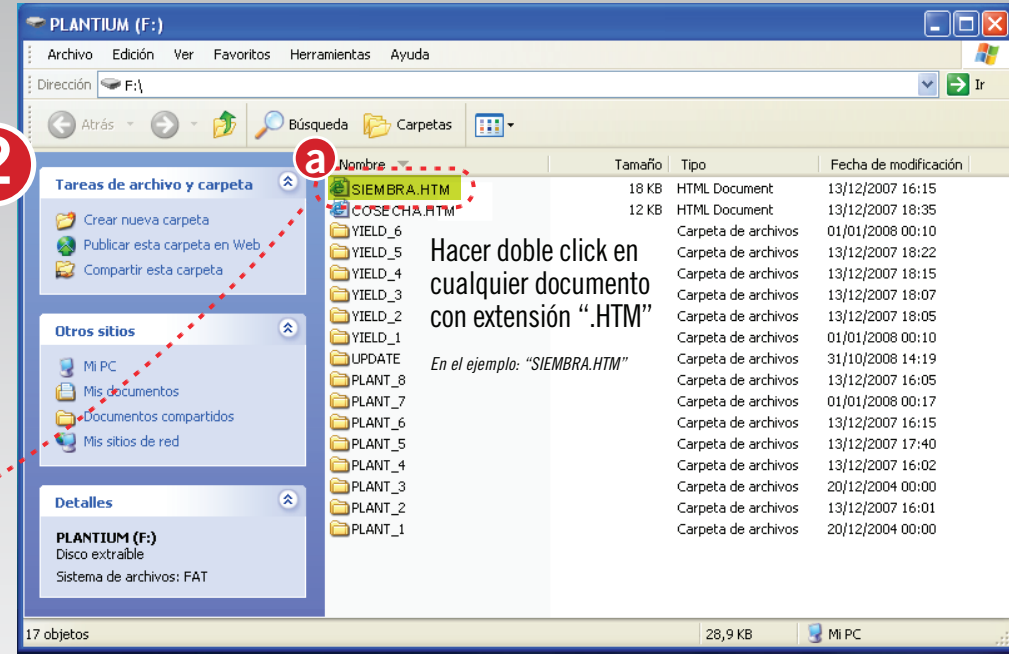 PLANTIUM (F:)
Archivo Edición Ver Favoritos Herramientas Ayuda
Dirección F:\ Ir
Atrás Búsqueda Carpetas
2
a
Tareas de archivo y carpeta
Crear nueva carpeta
Publicar esta carpeta en Web
Compartir esta carpeta
Otros sitios
Mi PC
Mis documentos
Documentos compartidos
Mis sitios de red
Detalles
PLANTIUM (F:)
Disco extraíble
Sistema de archivos: FAT
Nombre Tamaño Tipo Fecha de modificación
SIEMBRA.HTM 18 KB HTML Document 13/12/2007 16:15
COSECHA.HTM 12 KB HTML Document 13/12/2007 18:35
YIELD_6 Carpeta de archivos 01/01/2008 00:10
YIELD_5 Carpeta de archivos 13/12/2007 18:22
YIELD_4 Carpeta de archivos 13/12/2007 18:15
YIELD_3 Carpeta de archivos 13/12/2007 18:07
YIELD_2 Carpeta de archivos 13/12/2007 18:05
YIELD_1 Carpeta de archivos 01/01/2008 00:10
UPDATE Carpeta de archivos 31/10/2008 14:19
PLANT_8 Carpeta de archivos 13/12/2007 16:05
PLANT_7 Carpeta de archivos 01/01/2008 00:17
PLANT_6 Carpeta de archivos 13/12/2007 16:15
PLANT_5 Carpeta de archivos 13/12/2007 17:40
PLANT_4 Carpeta de archivos 13/12/2007 16:02
PLANT_3 Carpeta de archivos 20/12/2004 00:00
PLANT_2 Carpeta de archivos 13/12/2007 16:01
PLANT_1 Carpeta de archivos 20/12/2004 00:00
Hacer doble click en
cualquier documento
con extensión “.HTM”
En el ejemplo: “SIEMBRA.HTM”
17 objetos 28,9 KB Mi PC